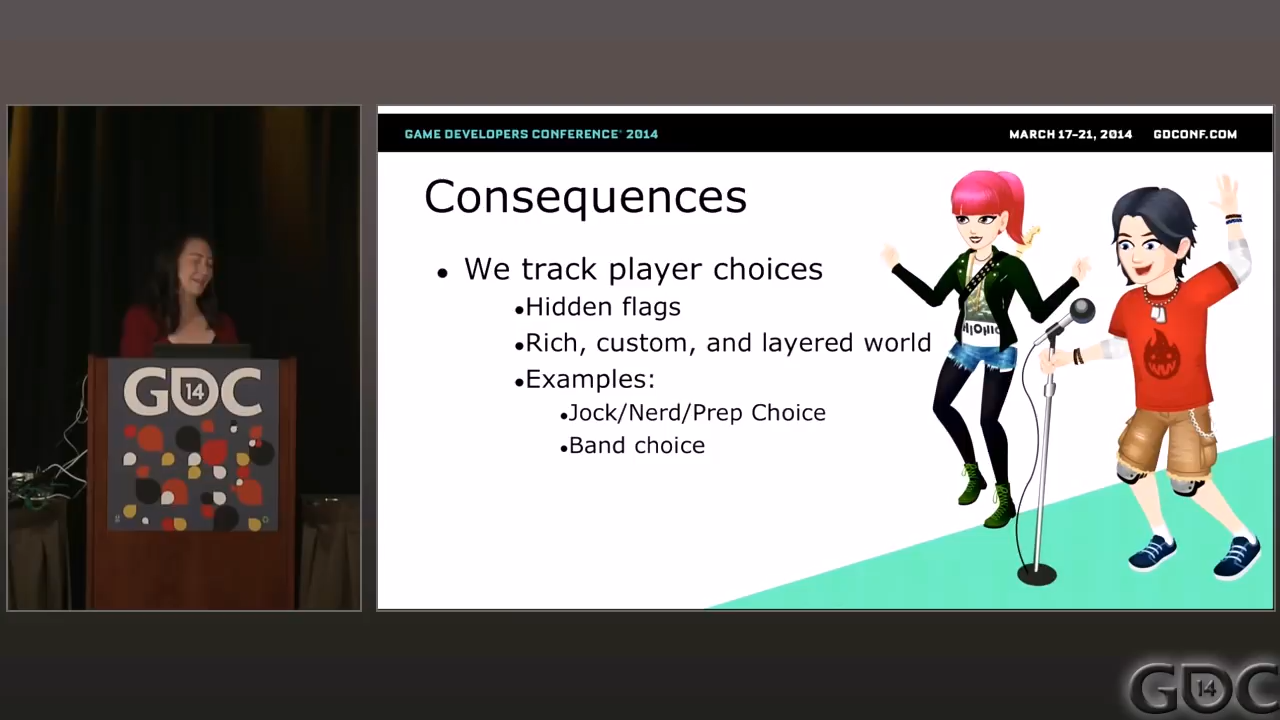 GAME DEVELOPERS CONFERENCE® 2014
MARCH 17–21, 2014 GDCONF.COM
Consequences
• We track player choices
•Hidden flags
•Rich, custom, and layered world
•Examples:
•Jock/Nerd/Prep Choice
•Band choice
GDC 14
GDC 14